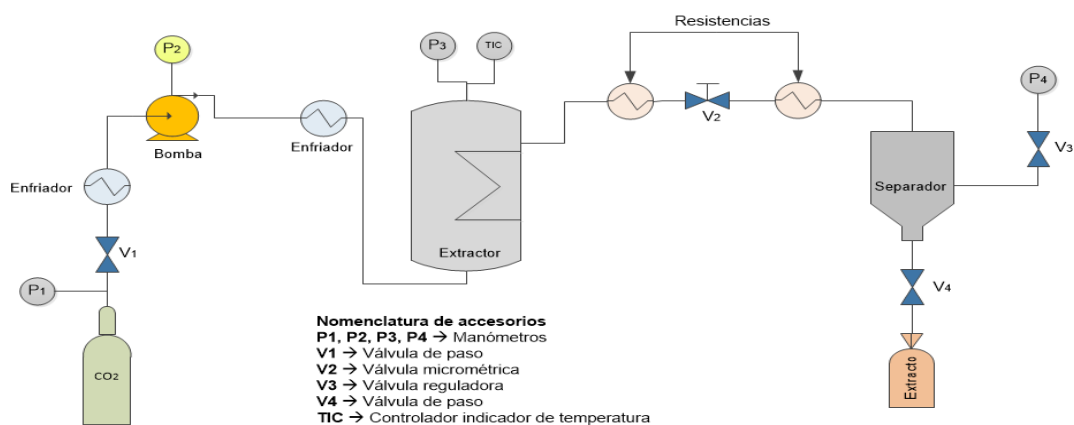 Resistencias
P2
P3
TIC
P4
V2
V3
Bomba
Enfriador
Enfriador
Separador
V1
Extractor
P1
V4
CO2
Extracto
Nomenclatura de accesorios
P1, P2, P3, P4 → Manómetros
V1 → Válvula de paso
V2 → Válvula micrométrica
V3 → Válvula reguladora
V4 → Válvula de paso
TIC → Controlador indicador de temperatura